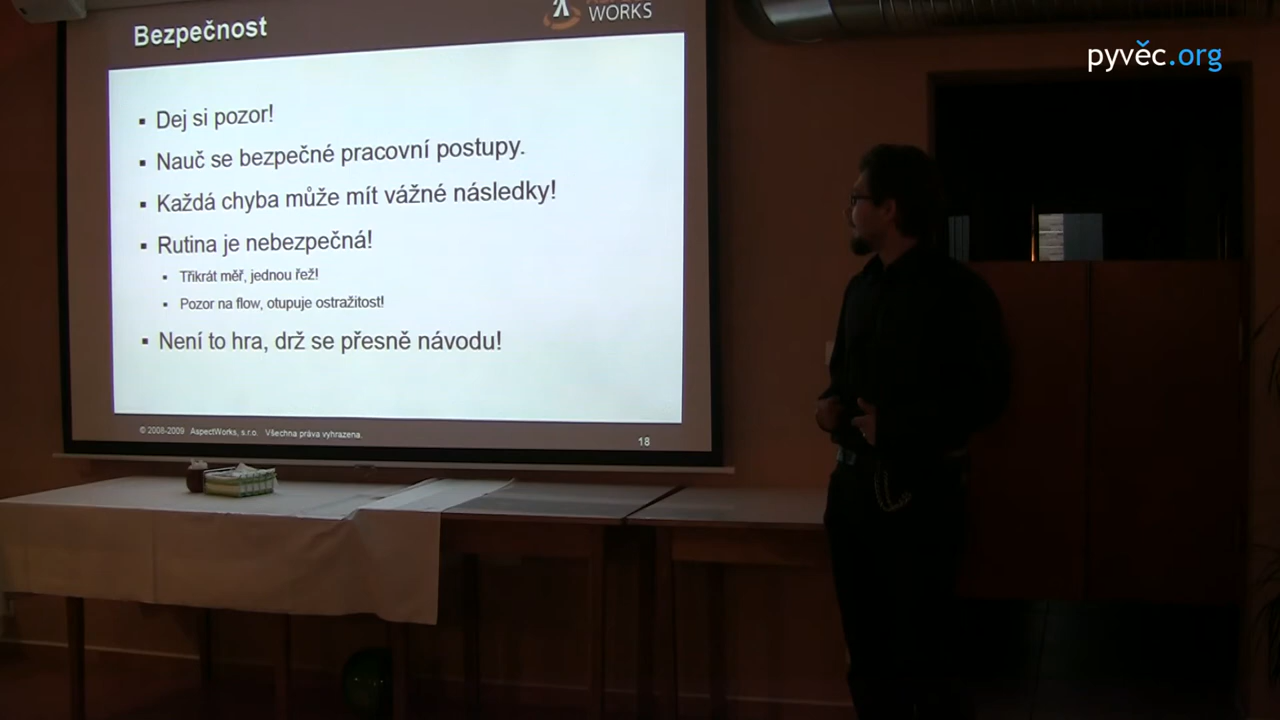 Bezpečnost
WORKS
pyvěc.org
Dej si pozor!
Nauč se bezpečné pracovní postupy.
Každá chyba může mít vážné následky!
Rutina je nebezpečná!
Třikrát měř, jednou řež!
Pozor na flow, otupuje ostražitost!
Není to hra, drž se přesně návodu!
© 2008-2009 AspectWorks, s.r.o. Všechna práva vyhrazena.
18